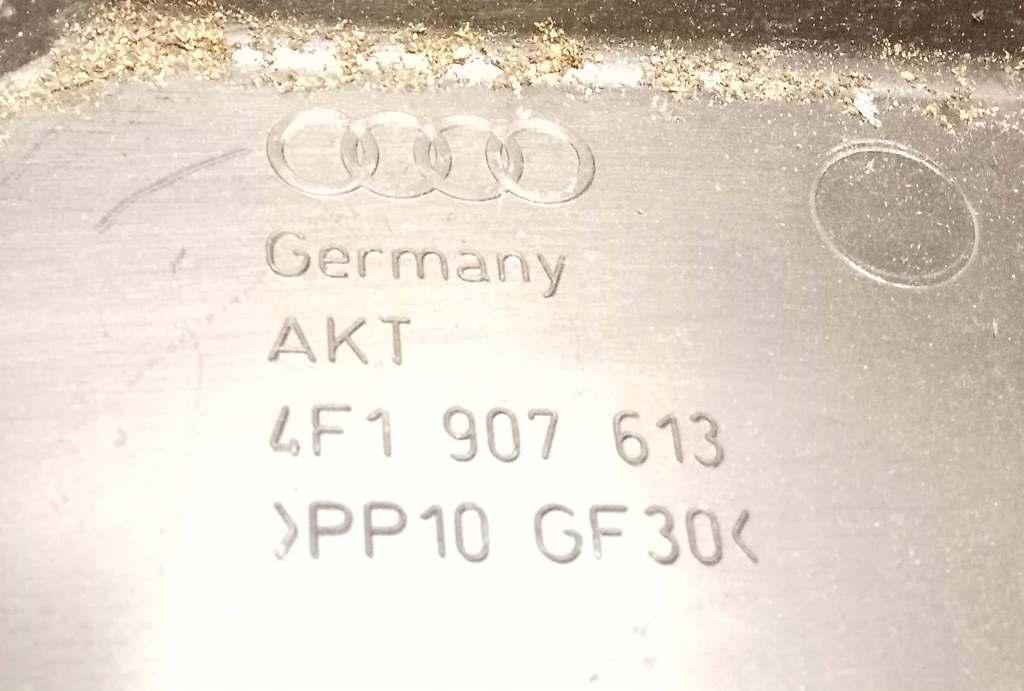 Germany
AKT
4F1 907 613
>PP10 GF30<